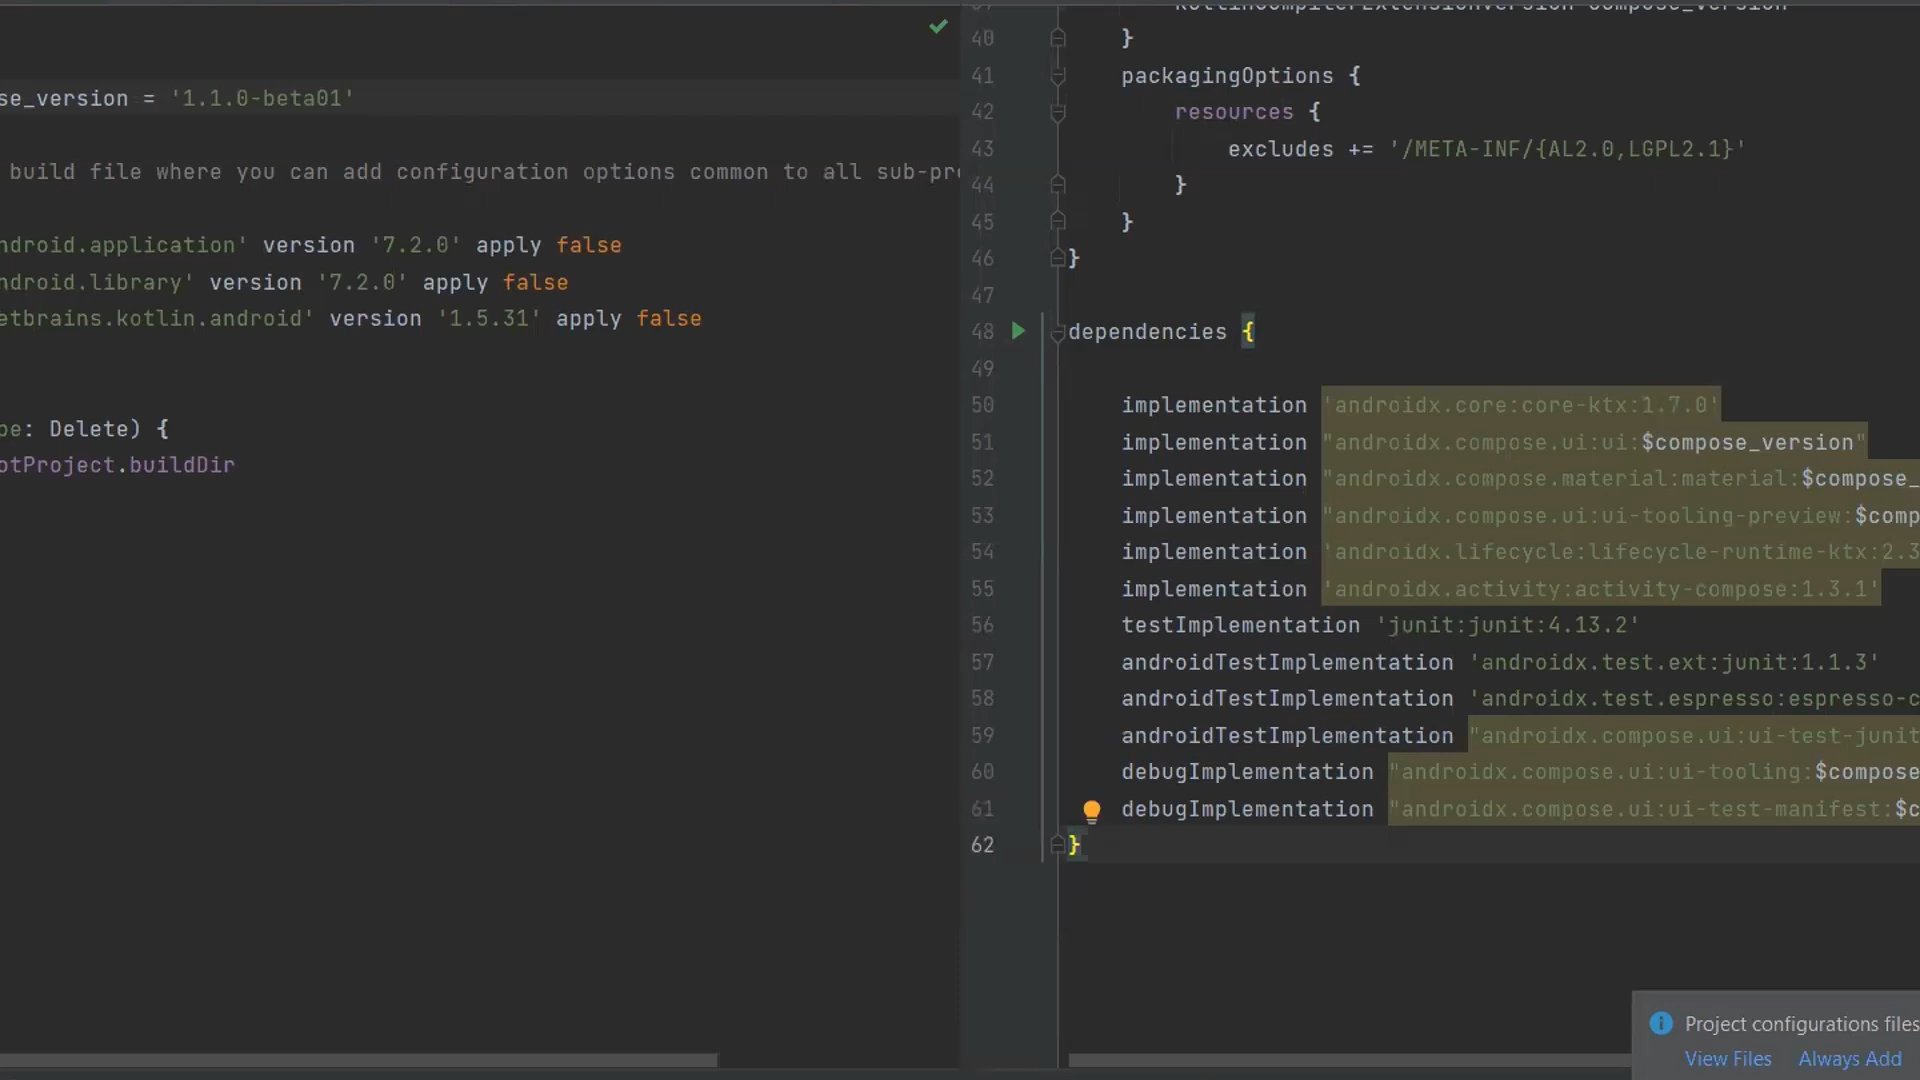 se_version = '1.1.0-beta01'
build file where you can add configuration options common to all sub-pro
ndroid.application' version '7.2.0' apply false
ndroid.library' version '7.2.0' apply false
etbrains.kotlin.android' version '1.5.31' apply false
pe: Delete) {
otProject.buildDir
kotlinCompilerExtensionVersion compose_version
40 }
41 packagingOptions {
42 resources {
43 excludes += '/META-INF/{AL2.0,LGPL2.1}'
44 }
45 }
46 }
47
48 dependencies {
49
50 implementation 'androidx.core:core-ktx:1.7.0'
51 implementation "androidx.compose.ui:ui:$compose_version"
52 implementation "androidx.compose.material:material:$compose_
53 implementation "androidx.compose.ui:ui-tooling-preview:$comp
54 implementation 'androidx.lifecycle:lifecycle-runtime-ktx:2.3
55 implementation 'androidx.activity:activity-compose:1.3.1'
56 testImplementation 'junit:junit:4.13.2'
57 androidTestImplementation 'androidx.test.ext:junit:1.1.3'
58 androidTestImplementation 'androidx.test.espresso:espresso-c
59 androidTestImplementation "androidx.compose.ui:ui-test-junit
60 debugImplementation "androidx.compose.ui:ui-tooling:$compose
61 debugImplementation "androidx.compose.ui:ui-test-manifest:$c
62 }
Project configurations files
View Files Always Add